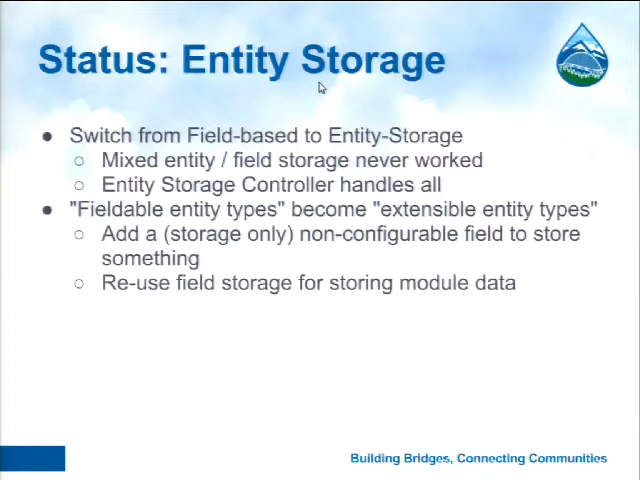 Status: Entity Storage
● Switch from Field-based to Entity-Storage
○ Mixed entity / field storage never worked
○ Entity Storage Controller handles all
● "Fieldable entity types" become "extensible entity types"
○ Add a (storage only) non-configurable field to store
something
○ Re-use field storage for storing module data
Building Bridges, Connecting Communities